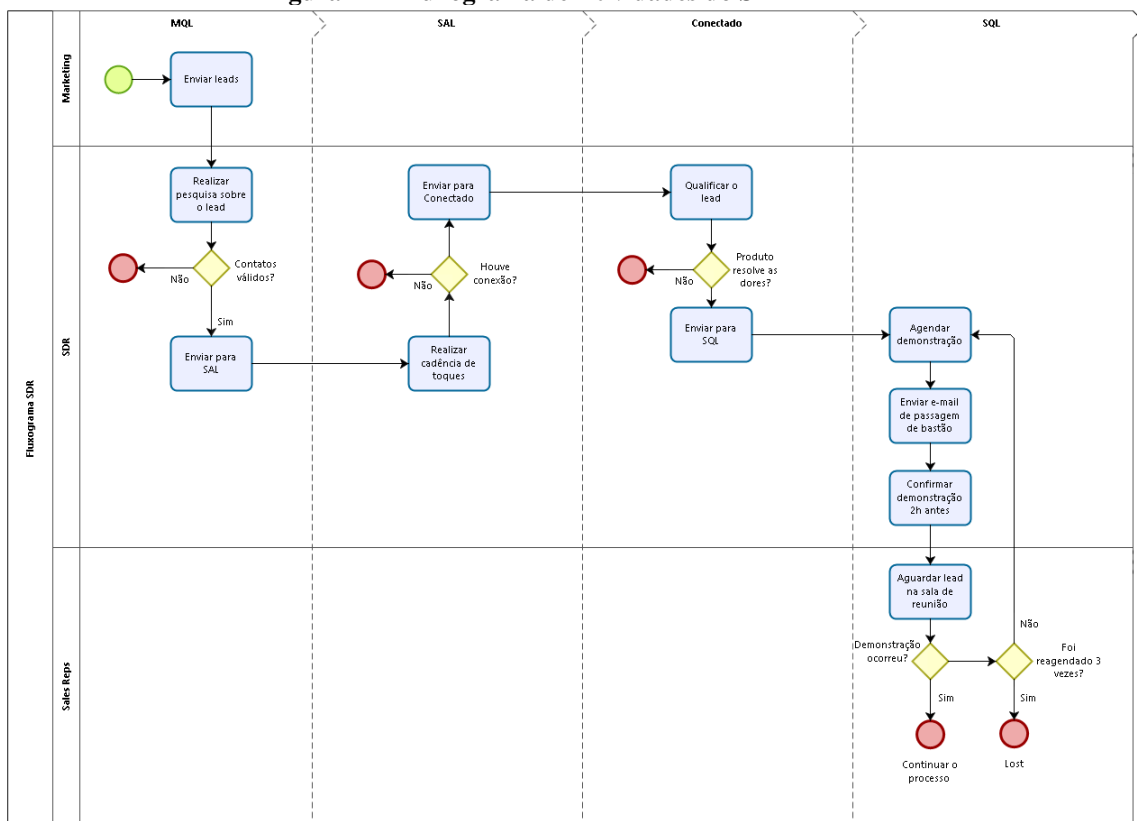 MQL
SAL
Conectado
SQL
Fluxograma SDR
Marketing
Enviar leads
SDR
Realizar
pesquisa sobre
o lead
Contatos
válidos?
Não
Sim
Enviar para
SAL
Enviar para
Conectado
Houve
conexão?
Não
Realizar
cadência de
toques
Qualificar o
lead
Produto
resolve as
dores?
Não
Enviar para
SQL
Agendar
demonstração
Enviar e-mail
de passagem
de bastão
Confirmar
demonstração
2h antes
Sales Reps
Aguardar lead
na sala de
reunião
Demonstração
ocorreu?
Sim
Continuar o
processo
Não
Foi
reagendado 3
vezes?
Sim
Lost